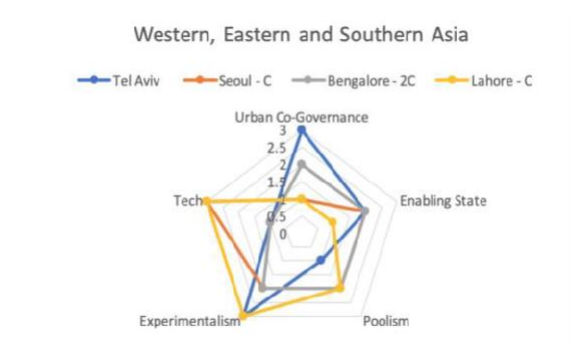 Western, Eastern and Southern Asia
Tel Aviv Seoul - C Bengalore - 2C Lahore - C
Urban Co-Governance
3
2.5
2
1.5
1
0.5
0
Tech
Enabling State
Experimentalism
Poolism